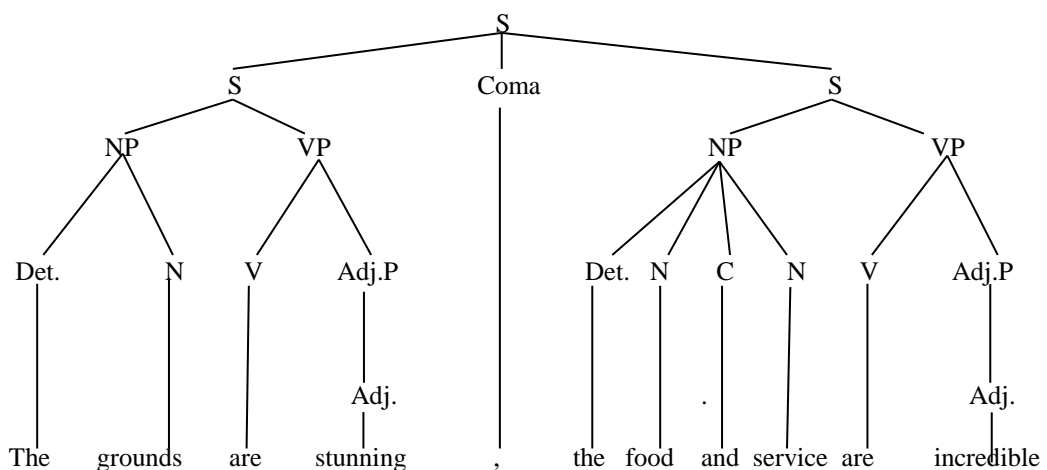 S
S Coma S
NP VP NP VP
Det. N V Adj.P Det. N C N V Adj.P
Adj. . Adj.
The grounds are stunning , the food and service are incredible